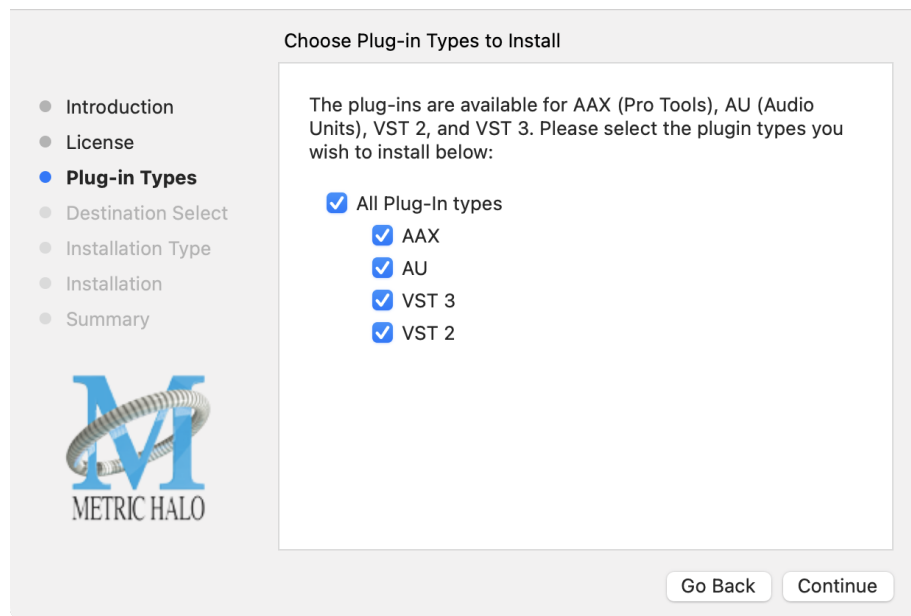 Choose Plug-in Types to Install
Introduction
License
Plug-in Types
Destination Select
Installation Type
Installation
Summary
The plug-ins are available for AAX (Pro Tools), AU (Audio
Units), VST 2, and VST 3. Please select the plugin types you
wish to install below:
All Plug-In types
AAX
AU
VST 3
VST 2
M
METRIC HALO
Go Back
Continue